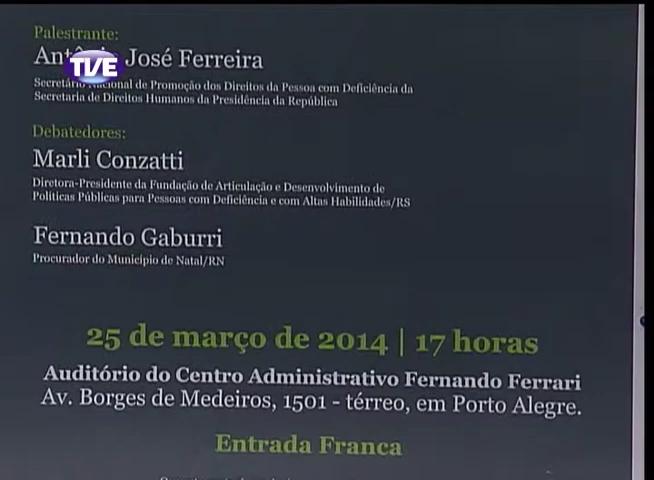 Palestrante:
José Ferreira
TVE
Secretário Nacional de Promoção dos Direitos da Pessoa com Deficiência da
Secretaria de Direitos Humanos da Presidência da República
Debatedores:
Marli Conzatti
Diretora-Presidente da Fundação de Articulação e Desenvolvimento de
Políticas Públicas para Pessoas com Deficiência e com Altas Habilidades/RS
Fernando Gaburri
Procurador do Município de Natal/RN
25 de março de 2014 | 17 horas
Auditório do Centro Administrativo Fernando Ferrari
Av. Borges de Medeiros, 1501 - térreo, em Porto Alegre.
Entrada Franca